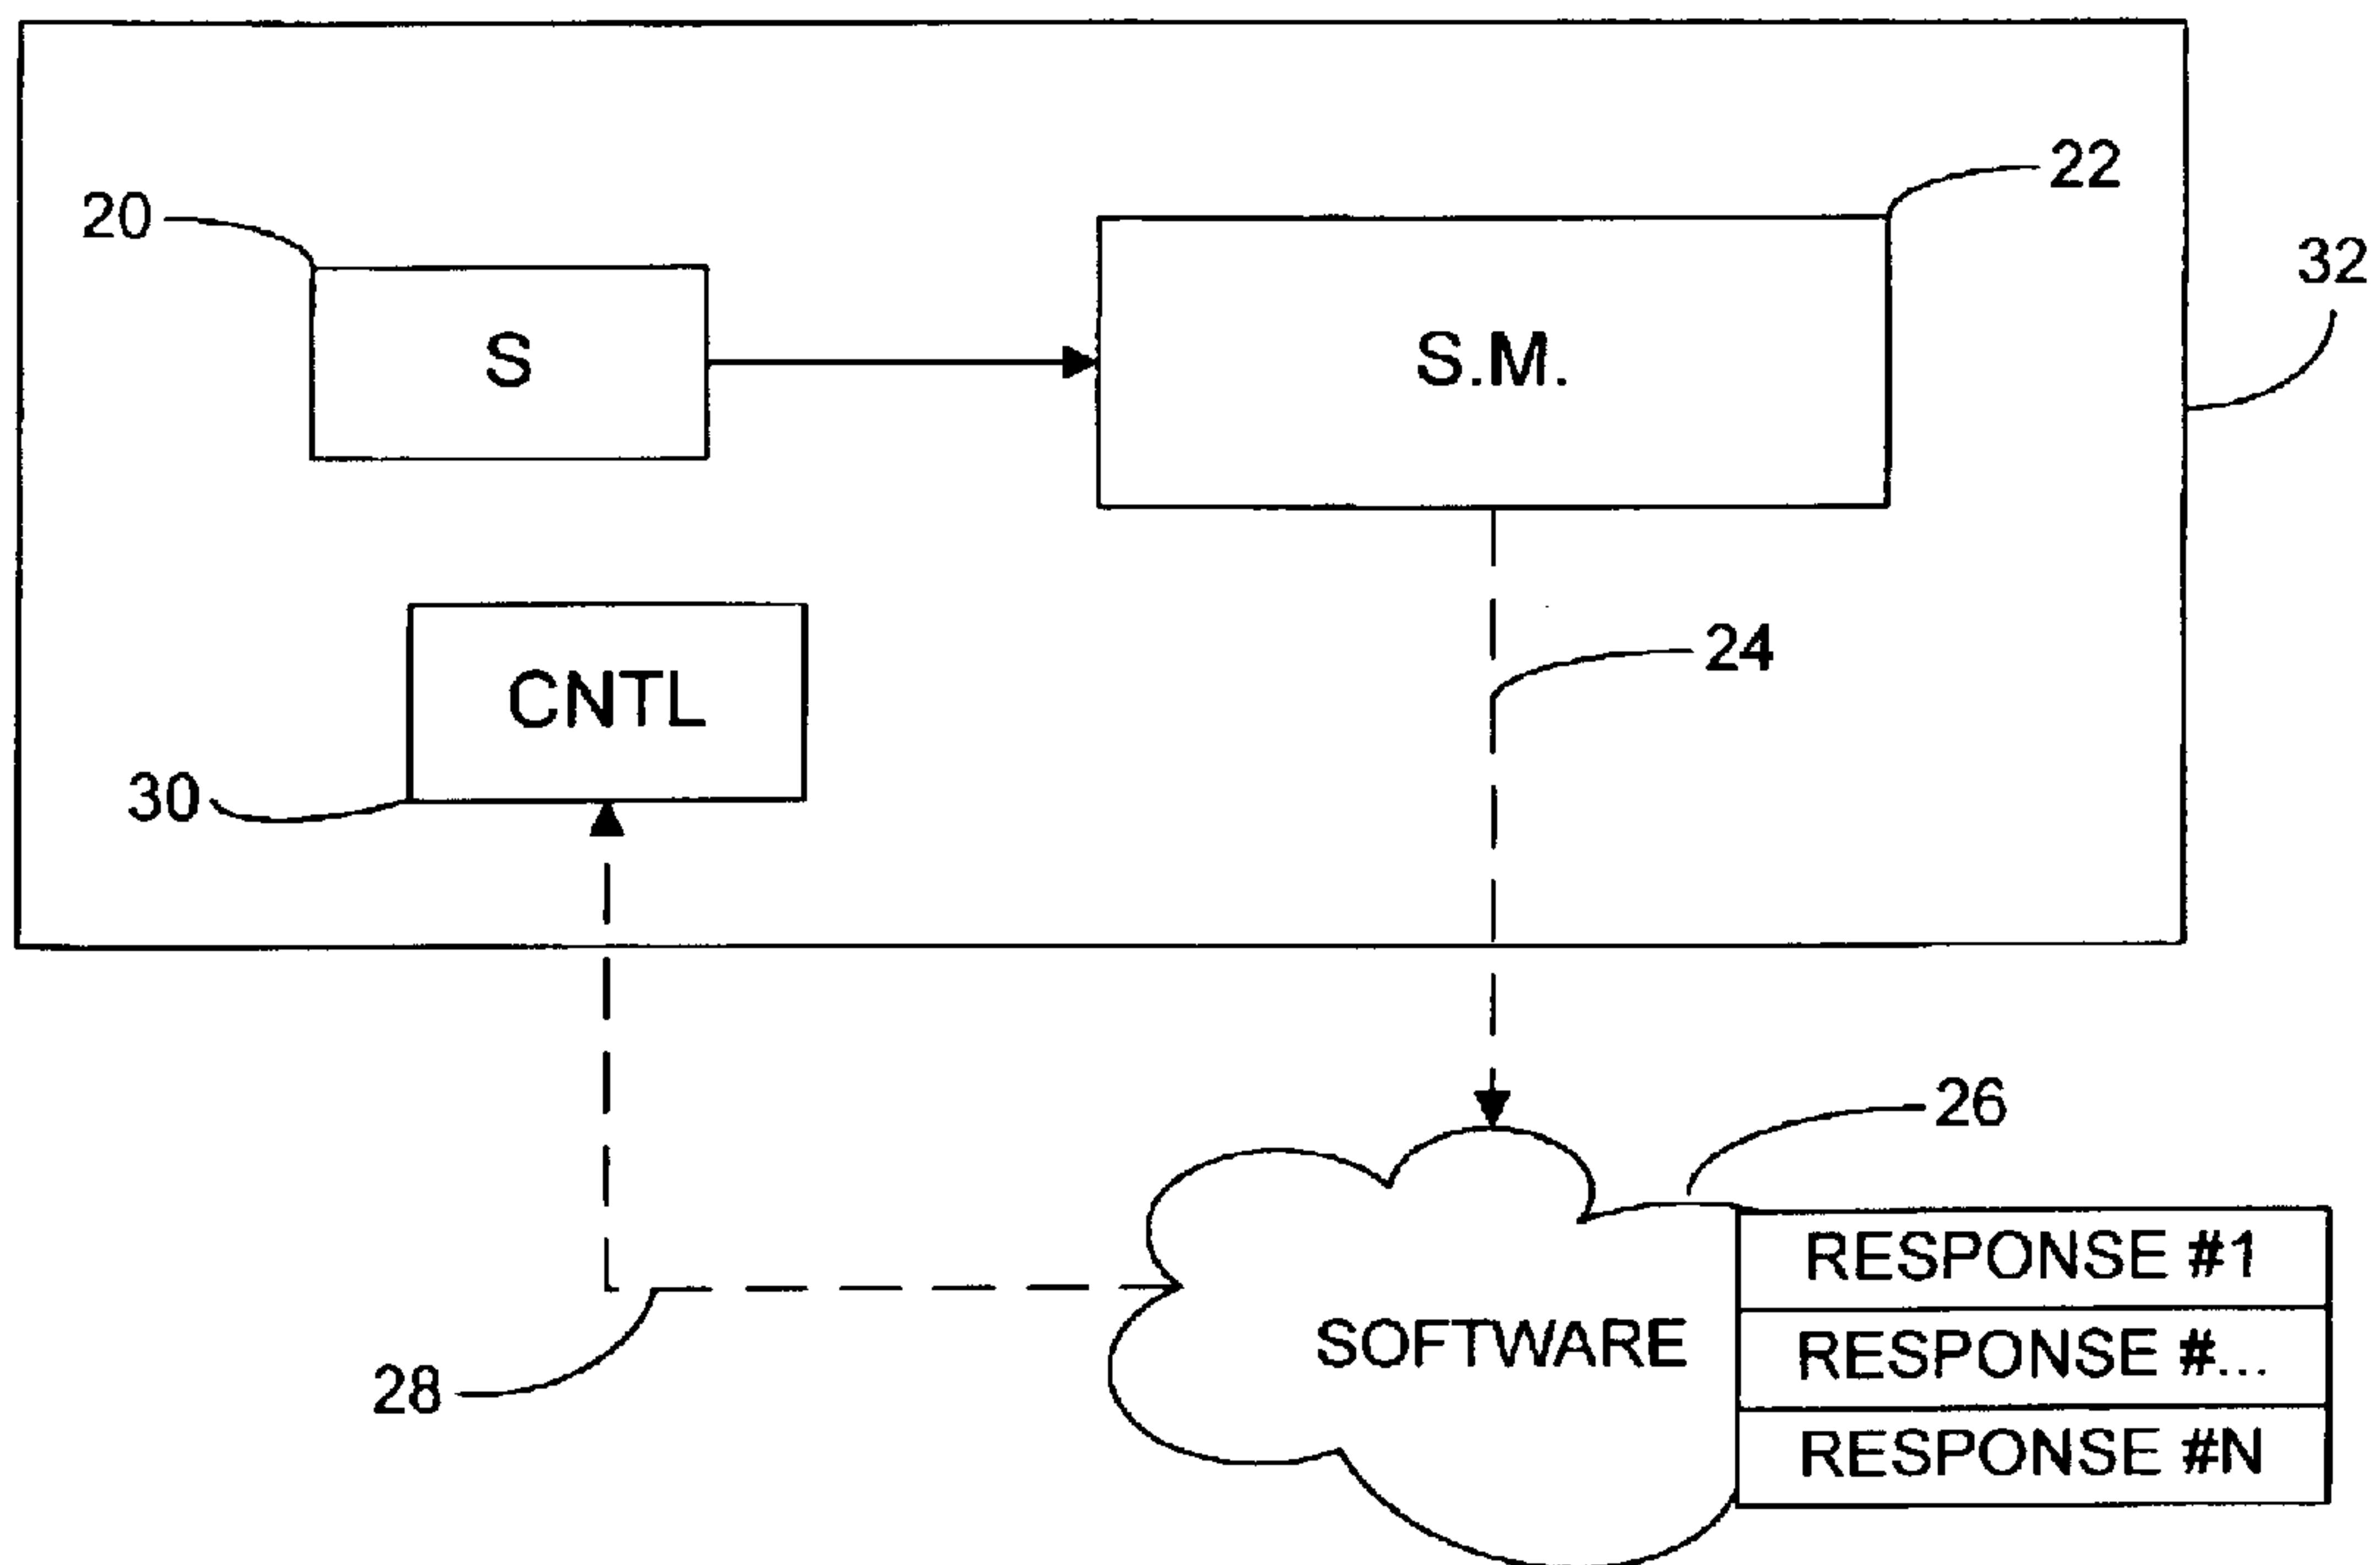 22
20
32
S
S.M.
24
CNTL
30
26
RESPONSE #1
SOFTWARE
RESPONSE #...
28
RESPONSE #N